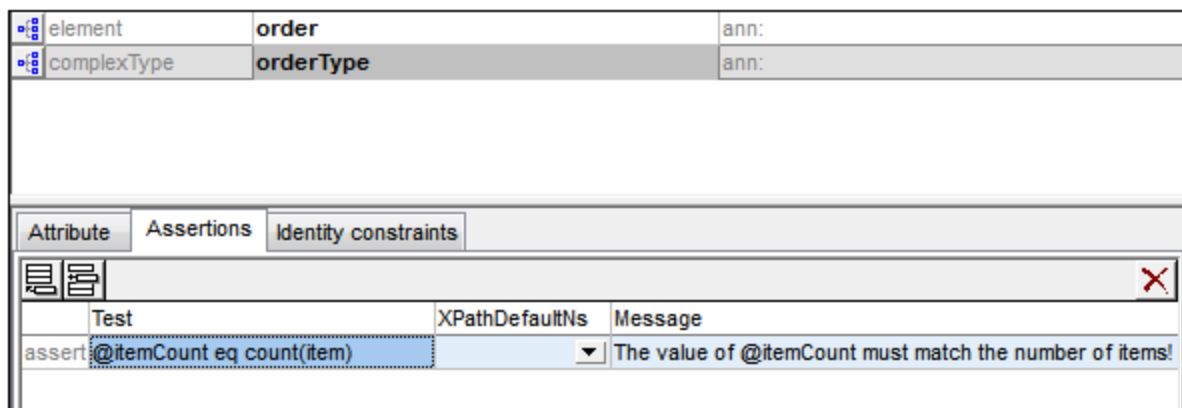 element order ann:
complexType orderType ann:
Attribute Assertions Identity constraints
Test XPathDefaultNs Message
assert @itemCount eq count(item) The value of @itemCount must match the number of items!